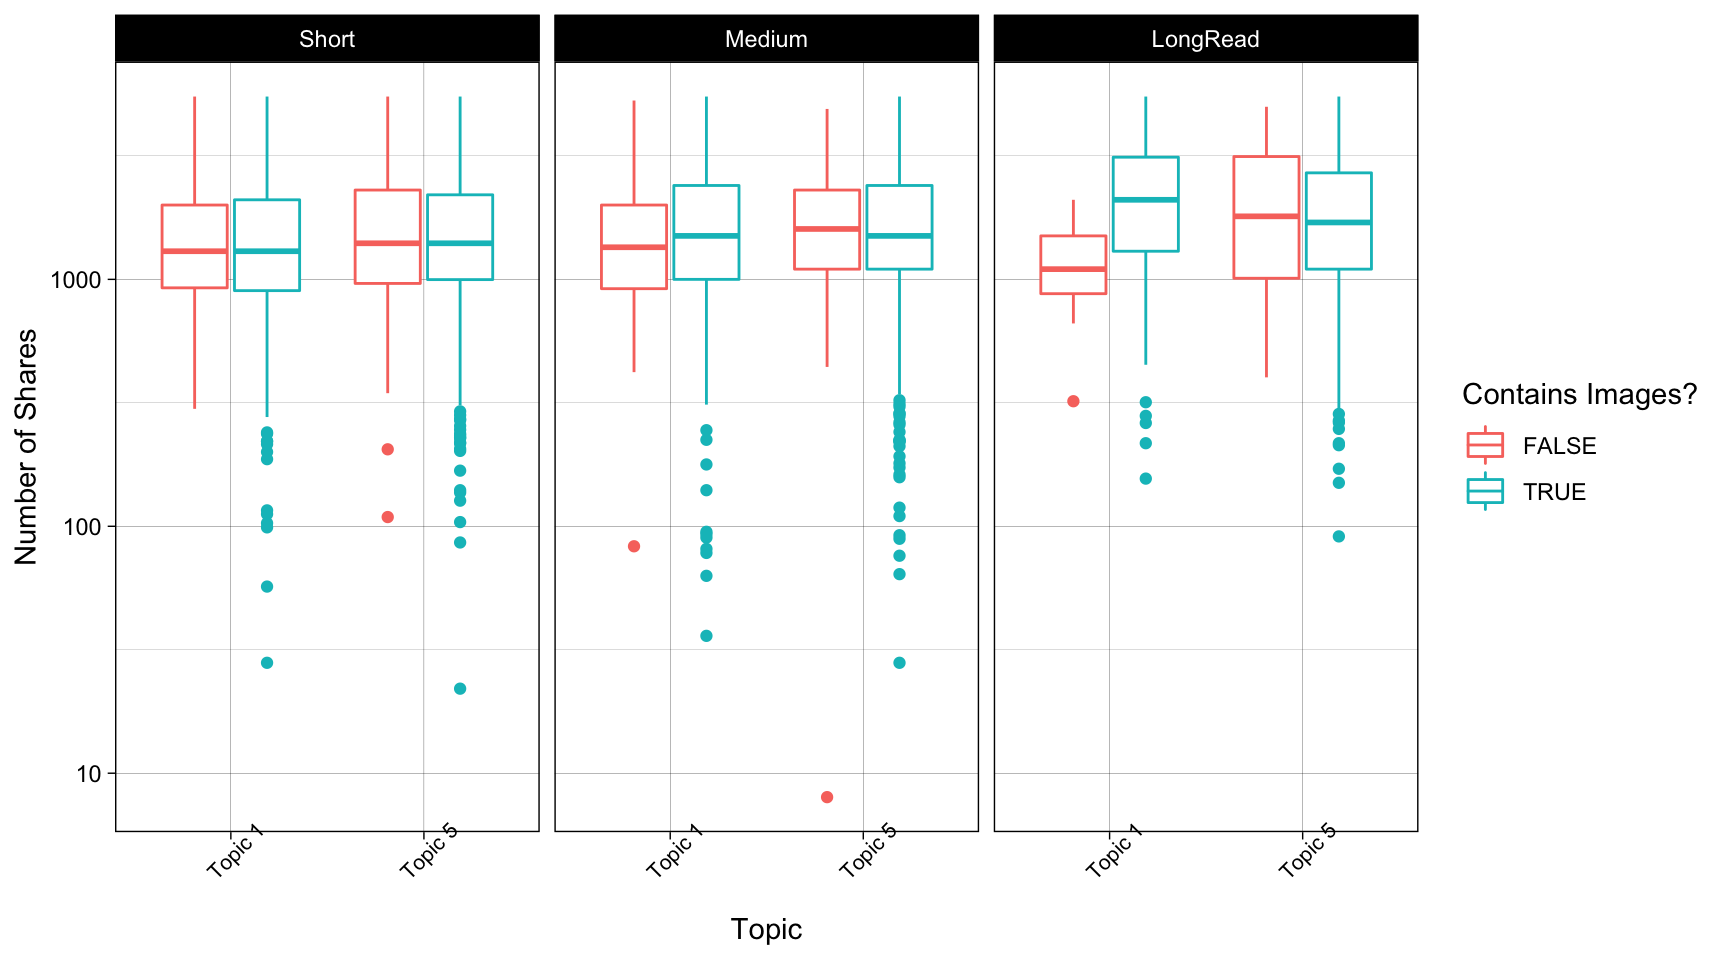 Short
Medium
LongRead
1000
100
10
Number of Shares
Topic 1
Topic 5
Topic 1
Topic 5
Topic 1
Topic 5
Topic
Contains Images?
FALSE
TRUE